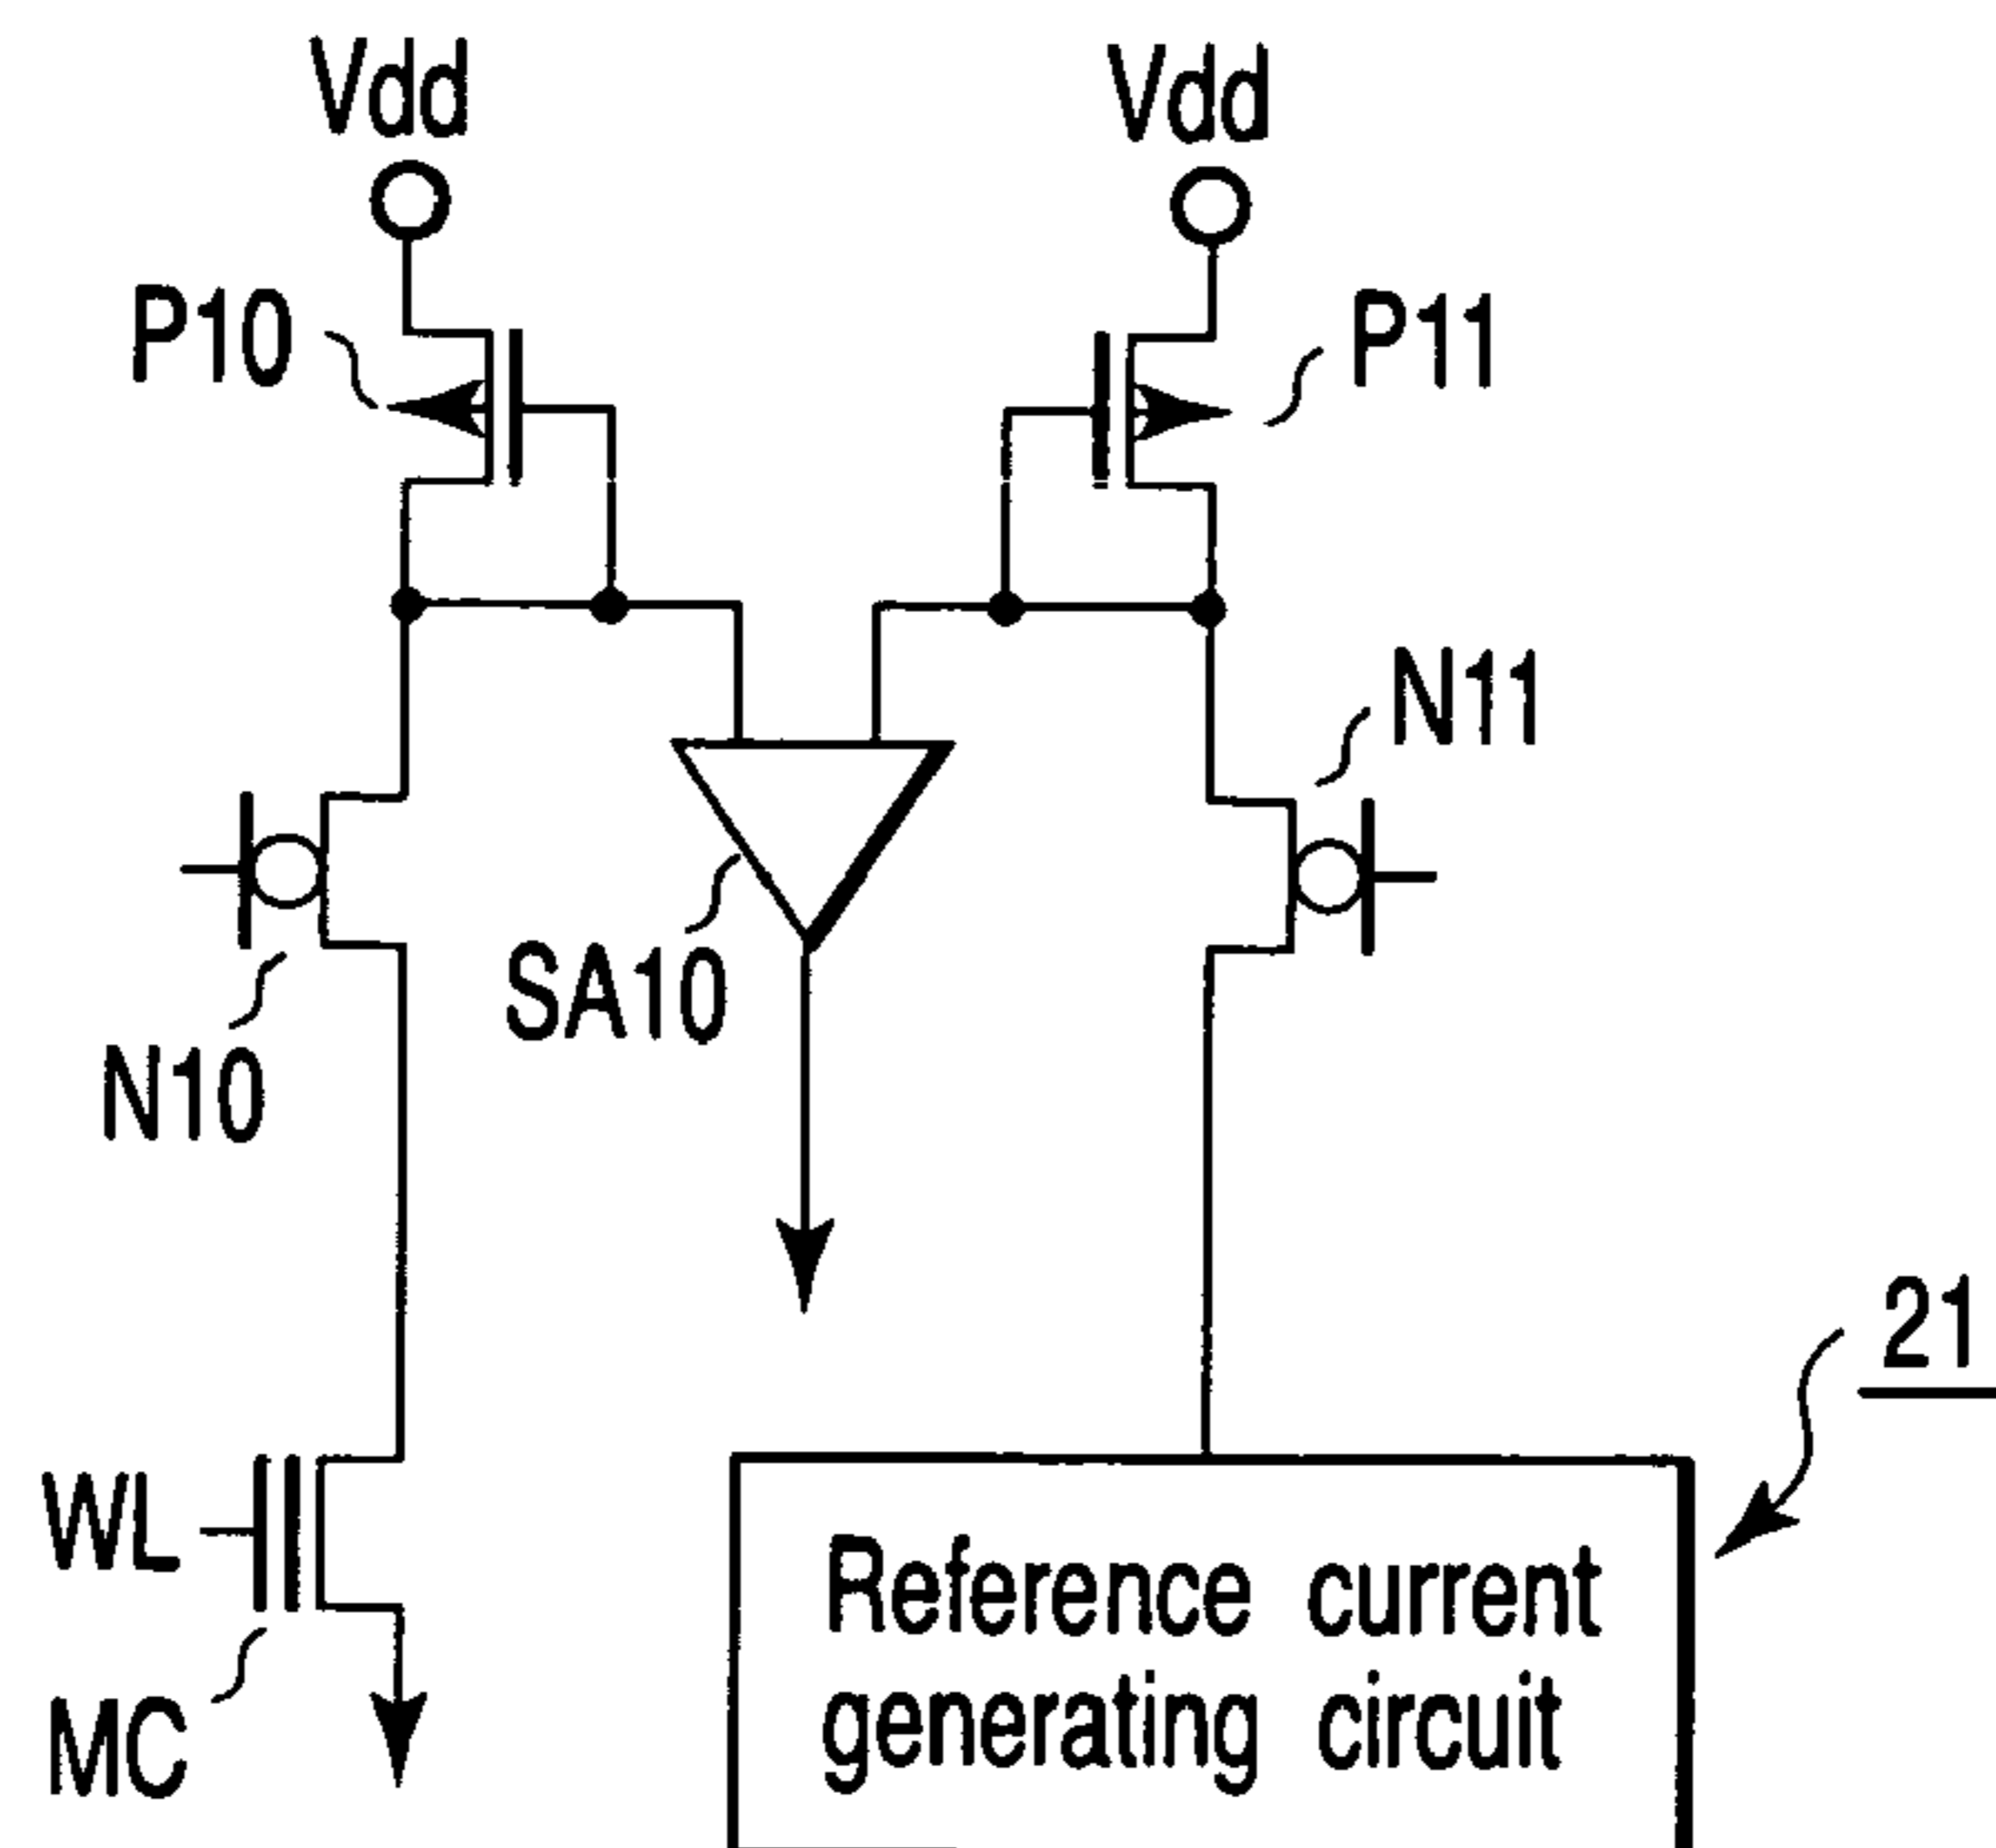 Vdd
Vdd
P10
P11
N11
SA10
N10
21
WL
Reference current
generating circuit
MC